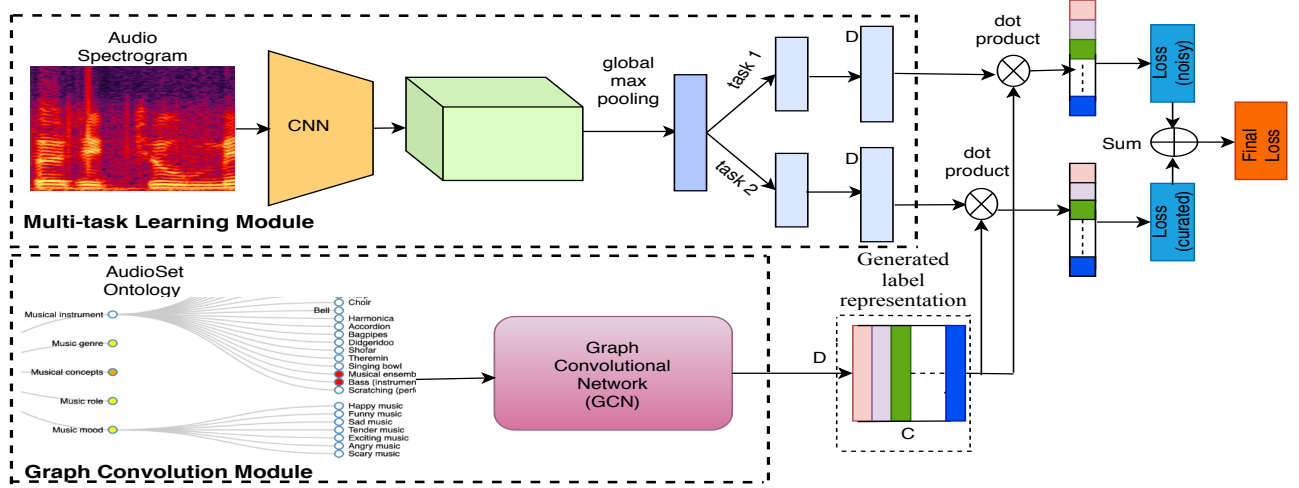 Audio
Spectrogram
CNN
global
max
pooling
task 1
task 2
D
D
dot
product
dot
product
Loss
(noisy)
Sum
Final
Loss
Loss
(curated)
Multi-task Learning Module
AudioSet
Ontology
Musical instrument
Music genre
Musical concepts
Music role
Music mood
Choir
Bell
Harmonica
Accordion
Bagpipes
Didgeridoo
Shofar
Theremin
Singing bowl
Musical ensemb
Bass (instrumen
Scratching (perf
Happy music
Funny music
Sad music
Tender music
Exciting music
Angry music
Scary music
Graph
Convolutional
Network
(GCN)
Generated
label
representation
D
C
Graph Convolution Module